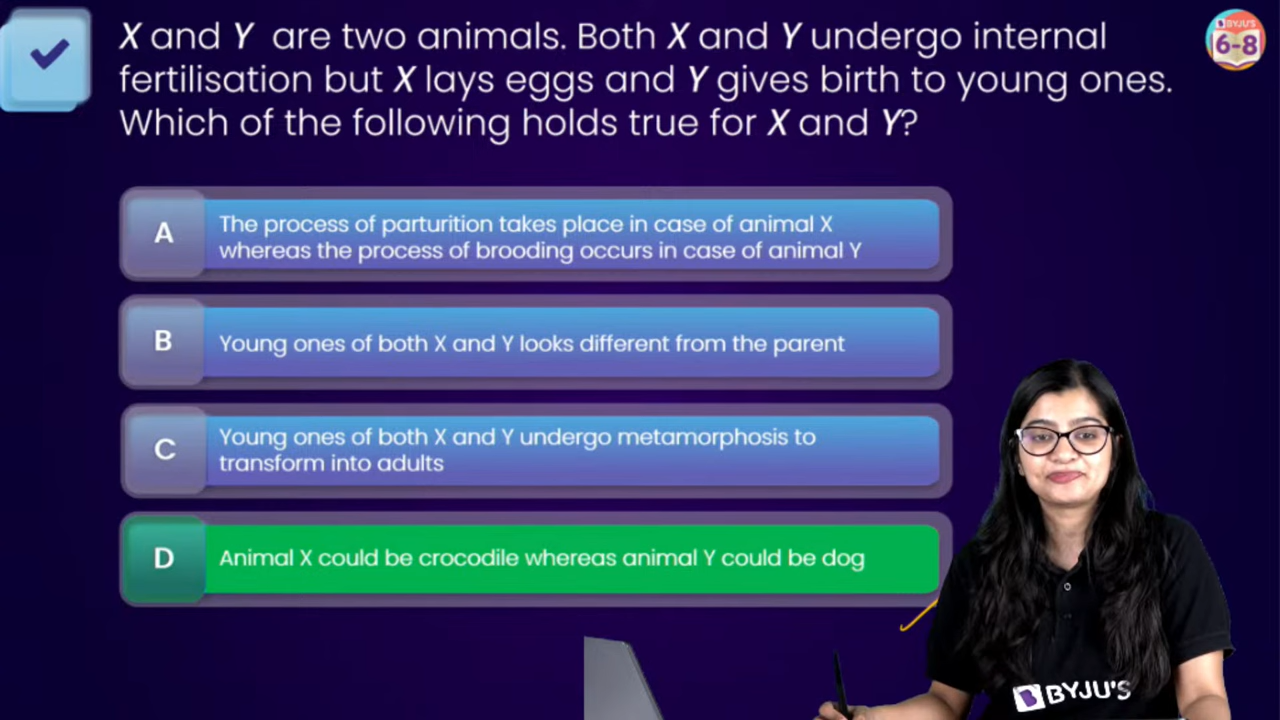 X and Y are two animals. Both X and Y undergo internal
fertilisation but X lays eggs and Y gives birth to young ones.
Which of the following holds true for X and Y?
BYJU'S
6-8
A
The process of parturition takes place in case of animal X
whereas the process of brooding occurs in case of animal Y
B
Young ones of both X and Y looks different from the parent
C
Young ones of both X and Y undergo metamorphosis to
transform into adults
D
Animal X could be crocodile whereas animal Y could be dog
BYJU'S